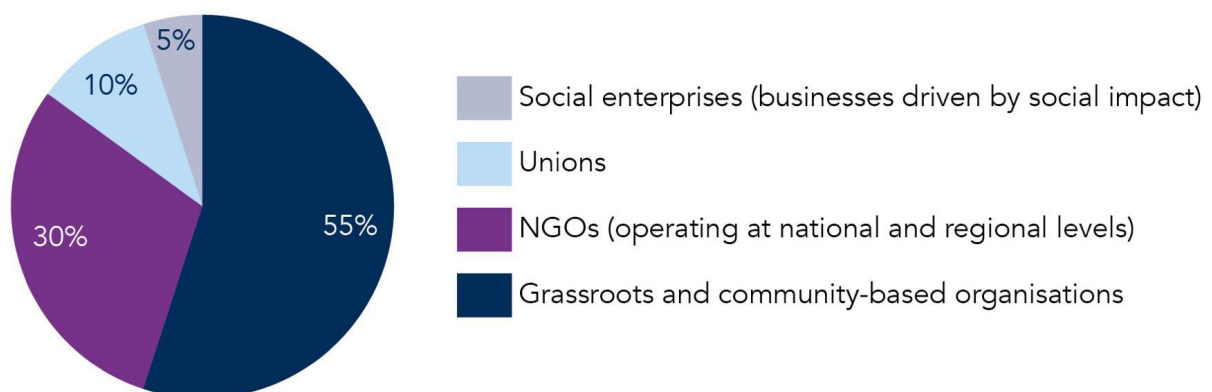 5%
10%
30%
55%
Social enterprises (businesses driven by social impact)
Unions
NGOs (operating at national and regional levels)
Grassroots and community-based organisations